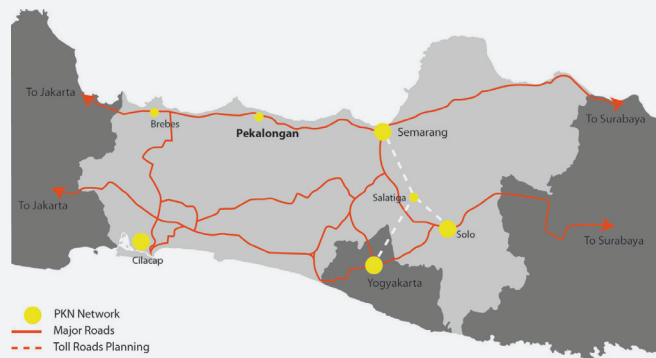 To Jakarta
Brebes
Pekalongan
Semarang
To Surabaya
To Jakarta
Salatiga
Solo
To Surabaya
Cilacap
Yogyakarta
PKN Network
Major Roads
Toll Roads Planning